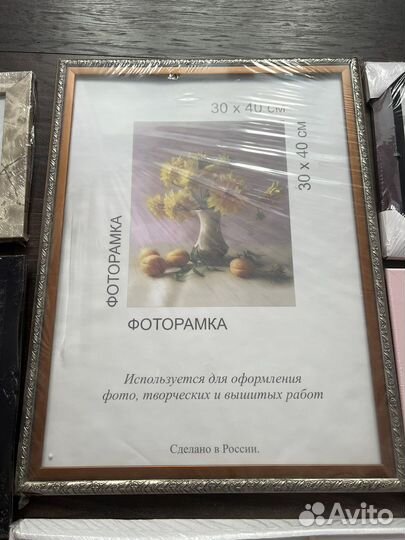 30 x 40 см
30 x 40 см
ФОТОРАМКА
ФОТОРАМКА
Используется для оформления
фото, творческих и вышитых работ
Сделано в России.
Avito